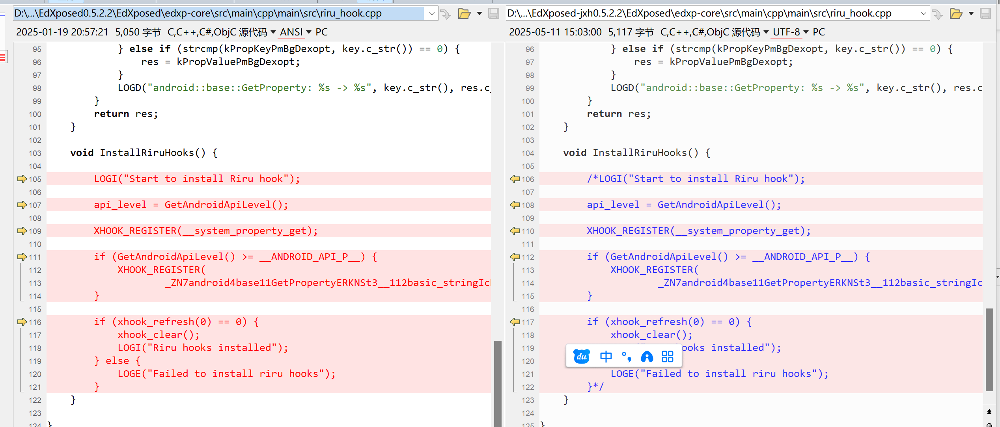 D:\...\EdXposed0.5.2.2\EdXposed\edxp-core\src\main\cpp\main\src\riru_hook.cpp
2025-01-19 20:57:21 5,050 字节 C,C++,C#,ObjC 源代码 ANSI PC
95 } else if (strcmp(kPropKeyPmBgDexopt, key.c_str()) == 0) {
96 res = kPropValuePmBgDexopt;
97 }
98 LOGD("android::base::GetProperty: %s -> %s", key.c_str(), res.c_
99 }
100 return res;
101 }
102
103 void InstallRiruHooks() {
104
105 LOGI("Start to install Riru hook");
106
107 api_level = GetAndroidApiLevel();
108
109 XHOOK_REGISTER(__system_property_get);
110
111 if (GetAndroidApiLevel() >= __ANDROID_API_P__) {
112 XHOOK_REGISTER(
113 _ZN7android4base11GetPropertyERKNSt3__112basic_stringIc
114 }
115
116 if (xhook_refresh(0) == 0) {
117 xhook_clear();
118 LOGI("Riru hooks installed");
119 } else {
120 LOGE("Failed to install riru hooks");
121 }
122 }
123
124 }
D:\...\EdXposed-jxh0.5.2.2\EdXposed\edxp-core\src\main\cpp\main\src\riru_hook.cpp
2025-05-11 15:03:00 5,117 字节 C,C++,C#,ObjC 源代码 UTF-8 PC
96 } else if (strcmp(kPropKeyPmBgDexopt, key.c_str()) == 0) {
97 res = kPropValuePmBgDexopt;
98 }
99 LOGD("android::base::GetProperty: %s -> %s", key.c_str(), res.c
100 }
101 return res;
102 }
103
104 void InstallRiruHooks() {
105
106 /*LOGI("Start to install Riru hook");
107
108 api_level = GetAndroidApiLevel();
109
110 XHOOK_REGISTER(__system_property_get);
111
112 if (GetAndroidApiLevel() >= __ANDROID_API_P__) {
113 XHOOK_REGISTER(
114 _ZN7android4base11GetPropertyERKNSt3__112basic_stringIc
115 }
116
117 if (xhook_refresh(0) == 0) {
118 xhook_clear();
119 ooks installed");
120
121 LOGE("Failed to install riru hooks");
122 }*/
123 }
124
125 }
du 中 °,